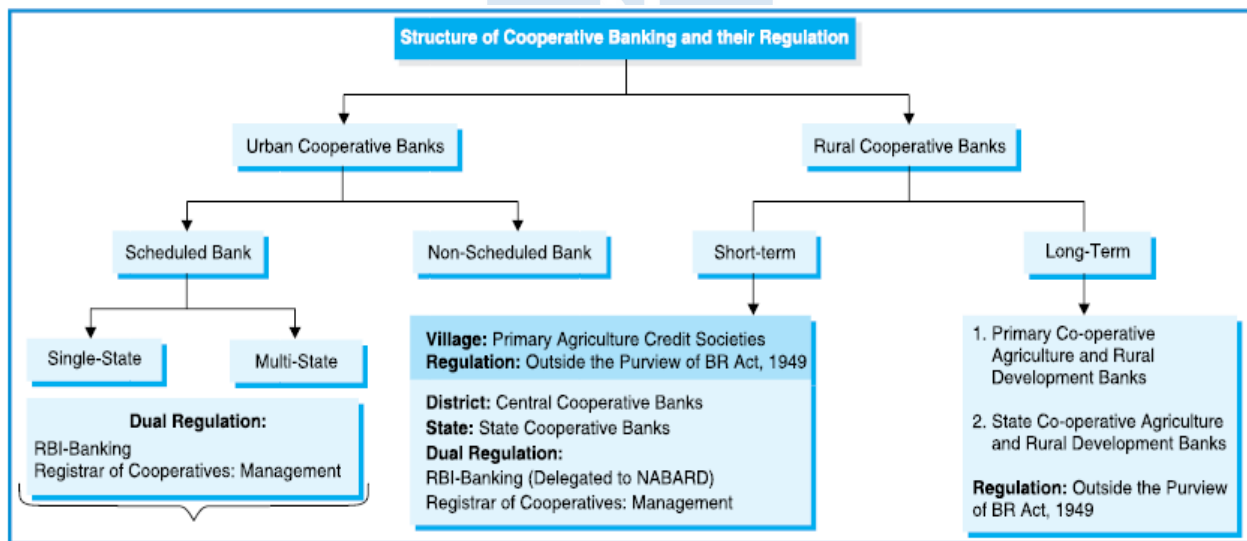 Structure of Cooperative Banking and their Regulation
Urban Cooperative Banks
Rural Cooperative Banks
Scheduled Bank
Non-Scheduled Bank
Short-term
Long-Term
Single-State
Multi-State
Dual Regulation:
RBI-Banking
Registrar of Cooperatives: Management
Village: Primary Agriculture Credit Societies
Regulation: Outside the Purview of BR Act, 1949
District: Central Cooperative Banks
State: State Cooperative Banks
Dual Regulation:
RBI-Banking (Delegated to NABARD)
Registrar of Cooperatives: Management
1. Primary Co-operative
Agriculture and Rural
Development Banks
2. State Co-operative Agriculture
and Rural Development Banks
Regulation: Outside the Purview
of BR Act, 1949